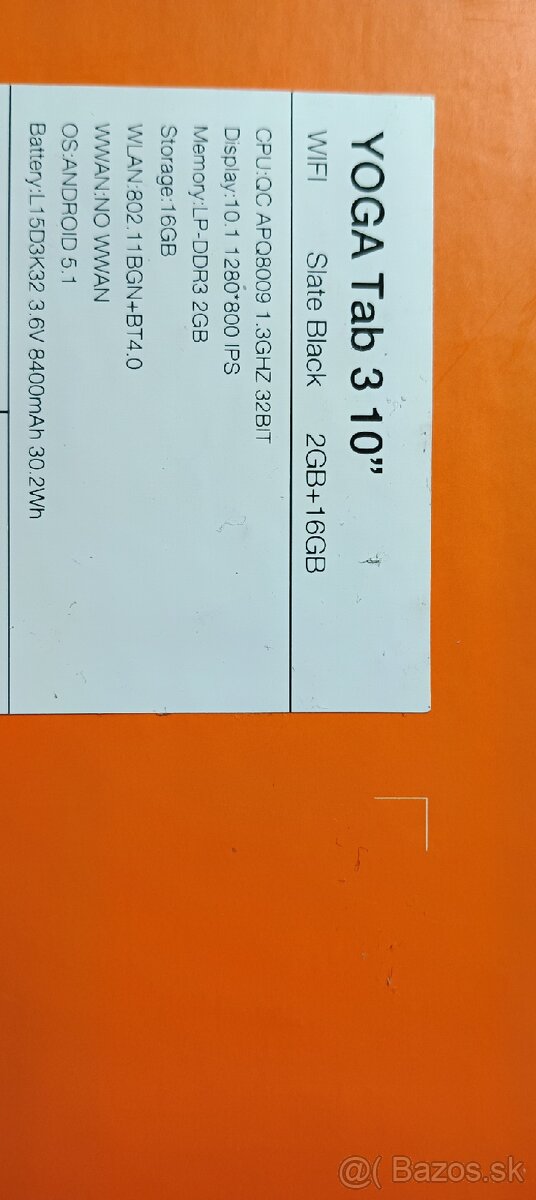 YOGA Tab 3 10”
WIFI Slate Black 2GB+16GB
CPU:QC APQ8009 1.3GHZ 32BIT
Display:10.1 1280*800 IPS
Memory:LP-DDR3 2GB
Storage:16GB
WLAN:802.11BGN+BT4.0
WWAN:NO WWAN
OS:ANDROID 5.1
Battery:L15D3K32 3.6V 8400mAh 30.2Wh
@( Bazos.sk